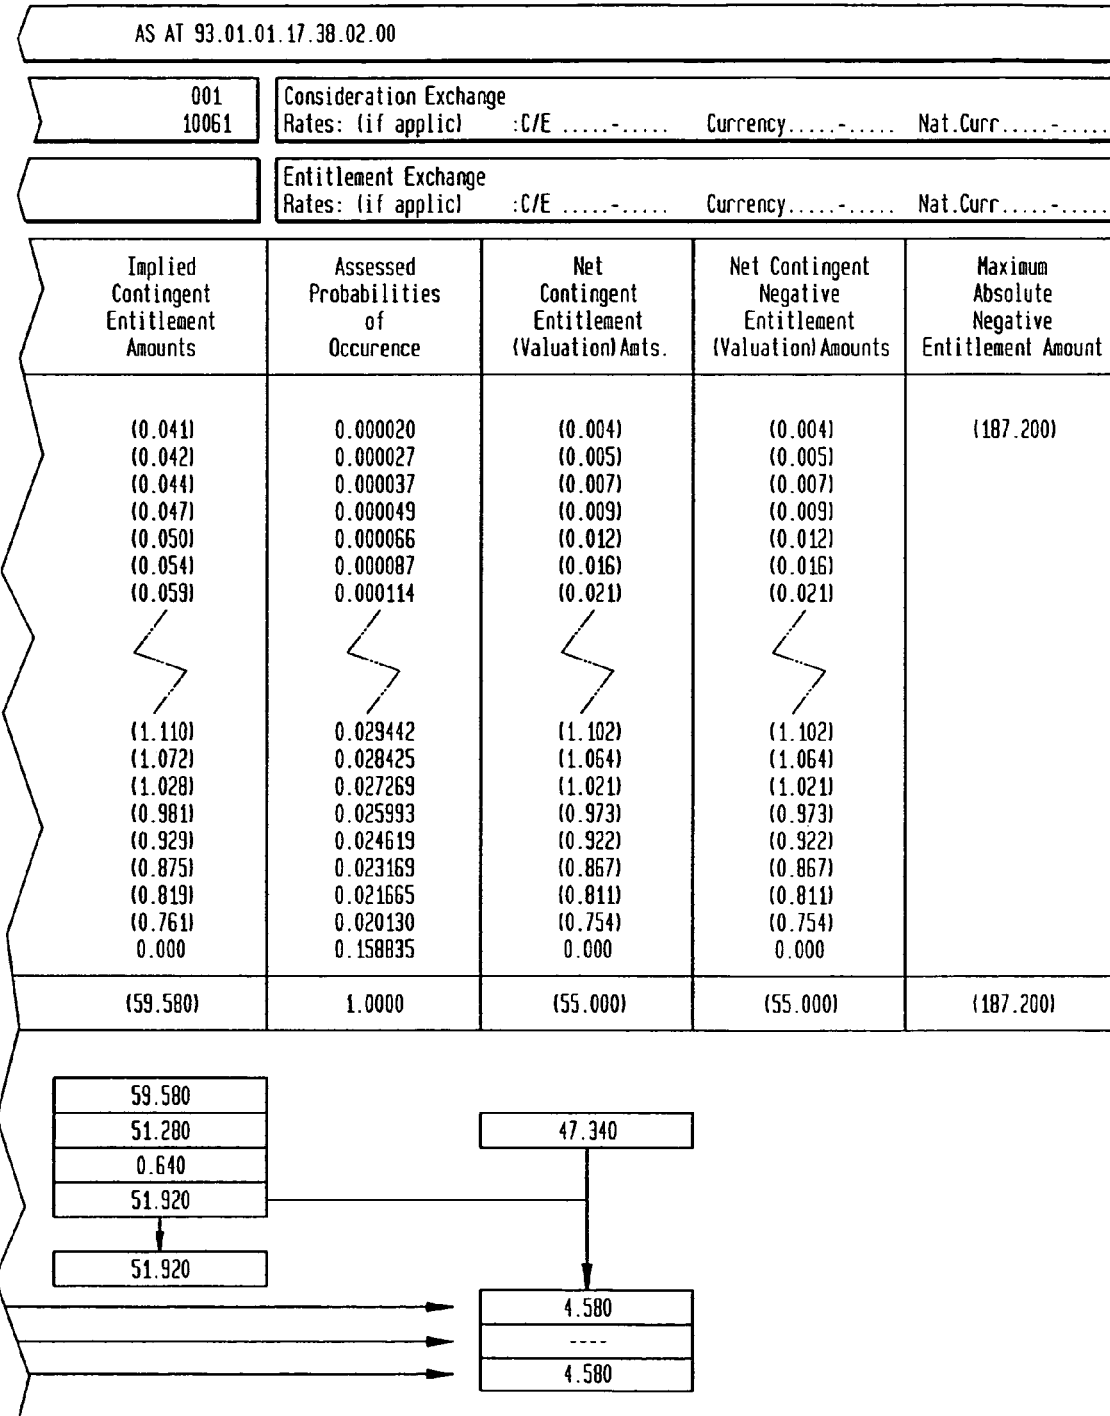 AS AT 93.01.01.17.38.02.00
001
10061
Consideration Exchange
Rates: (if applic) :C/E .....-..... Currency.....-..... Nat.Curr.....-.....
Entitlement Exchange
Rates: (if applic) :C/E .....-..... Currency.....-..... Nat.Curr.....-.....
Implied Contingent Entitlement Amounts
Assessed Probabilities of Occurence
Net Contingent Entitlement (Valuation)Amts.
Net Contingent Negative Entitlement (Valuation)Amounts
Maximum Absolute Negative Entitlement Amount
(0.041) 0.000020 (0.004) (0.004) (187.200)
(0.042) 0.000027 (0.005) (0.005)
(0.044) 0.000037 (0.007) (0.007)
(0.047) 0.000049 (0.009) (0.009)
(0.050) 0.000066 (0.012) (0.012)
(0.054) 0.000087 (0.016) (0.016)
(0.059) 0.000114 (0.021) (0.021)
(1.110) 0.029442 (1.102) (1.102)
(1.072) 0.028425 (1.064) (1.064)
(1.028) 0.027269 (1.021) (1.021)
(0.981) 0.025993 (0.973) (0.973)
(0.929) 0.024619 (0.922) (0.922)
(0.875) 0.023169 (0.867) (0.867)
(0.819) 0.021665 (0.811) (0.811)
(0.761) 0.020130 (0.754) (0.754)
0.000 0.158835 0.000 0.000
(59.580) 1.0000 (55.000) (55.000) (187.200)
59.580
51.280 47.340
0.640
51.920
51.920
4.580
----
4.580